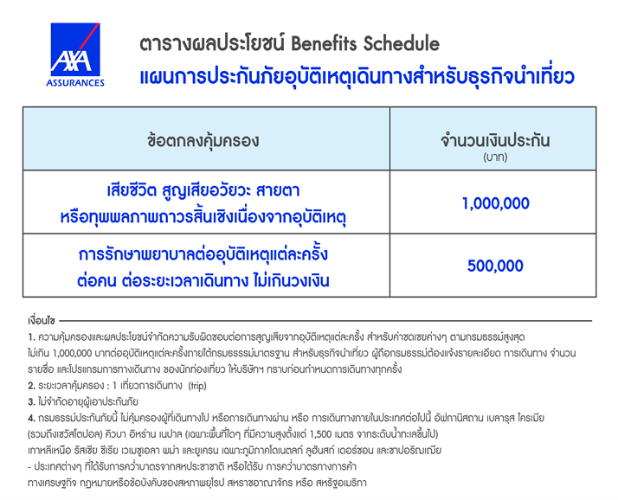 AXA
ASSURANCES
ตารางผลประโยชน์ Benefits Schedule
แผนการประกันภัยอุบัติเหตุเดินทางสำหรับธุรกิจนำเที่ยว
ข้อตกลงคุ้มครอง
จำนวนเงินประกัน
(บาท)
เสียชีวิต สูญเสียอวัยวะ สายตา
หรือทุพพลภาพถาวรสิ้นเชิงเนื่องจากอุบัติเหตุ
1,000,000
การรักษาพยาบาลต่ออุบัติเหตุแต่ละครั้ง
ต่อคน ต่อระยะเวลาเดินทาง ไม่เกินวงเงิน
500,000
เงื่อนไข
1. ความคุ้มครองและผลประโยชน์จำกัดความรับผิดชอบต่อการสูญเสียจากอุบัติเหตุแต่ละครั้ง สำหรับค่าชดเชยค่างๆ ตามกรมธรรม์สูงสุด
ไม่เกิน 1,000,000 บาทต่ออุบัติเหตุแต่ละครั้งภายใต้กรมธรรรม์มาตรฐาน สำหรับธุรกิจนำเที่ยว ผู้ถือกรมธรรม์ต้องแจ้งรายละเอียด การเดินทาง จำนวน
รายชื่อ และโปรแกรมการทางเดินทาง ของนักท่องเที่ยว ให้บริษัทฯ ทราบก่อนกำหนดการเดินทางทุกครั้ง
2. ระยะเวลาคุ้มครอง : 1 เที่ยวการเดินทาง (trip)
3. ไม่จำกัดอายุผู้เอาประกันภัย
4. กรมธรรม์ประกันภัยนี้ ไม่คุ้มครองผู้ที่เดินทางไป หรือการเดินทางผ่าน หรือ การเดินทางภายในประเทศต่อไปนี้ อัฟกานิสถาน เบลารุส ไครเมีย
(รวมถึงเซวัสโตปอล) คิวบา อิหร่าน เนปาล (เฉพาะพื้นที่ใดๆ ที่มีความสูงตั้งแต่ 1,500 เมตร จากระดับน้ำทะเลขึ้นไป)
เกาหลีเหนือ รัสเซีย ซีเรีย เวเนซุเอลา พม่า และยูเครน เฉพาะภูมิภาคโดเนตสก์ ลูฮันสก์ เคอร์ซอน และซาปอริซเซีย
- ประเทศต่างๆ ที่ได้รับการคว่ำบาตรจากสหประชาชาติ หรือได้รับ การคว่ำบาตรทางการค้า
ทางเศรษฐกิจ กฎหมายหรือข้อบังคับของสหภาพยุโรป สหราชอาณาจักร หรือ สหรัฐอเมริกา